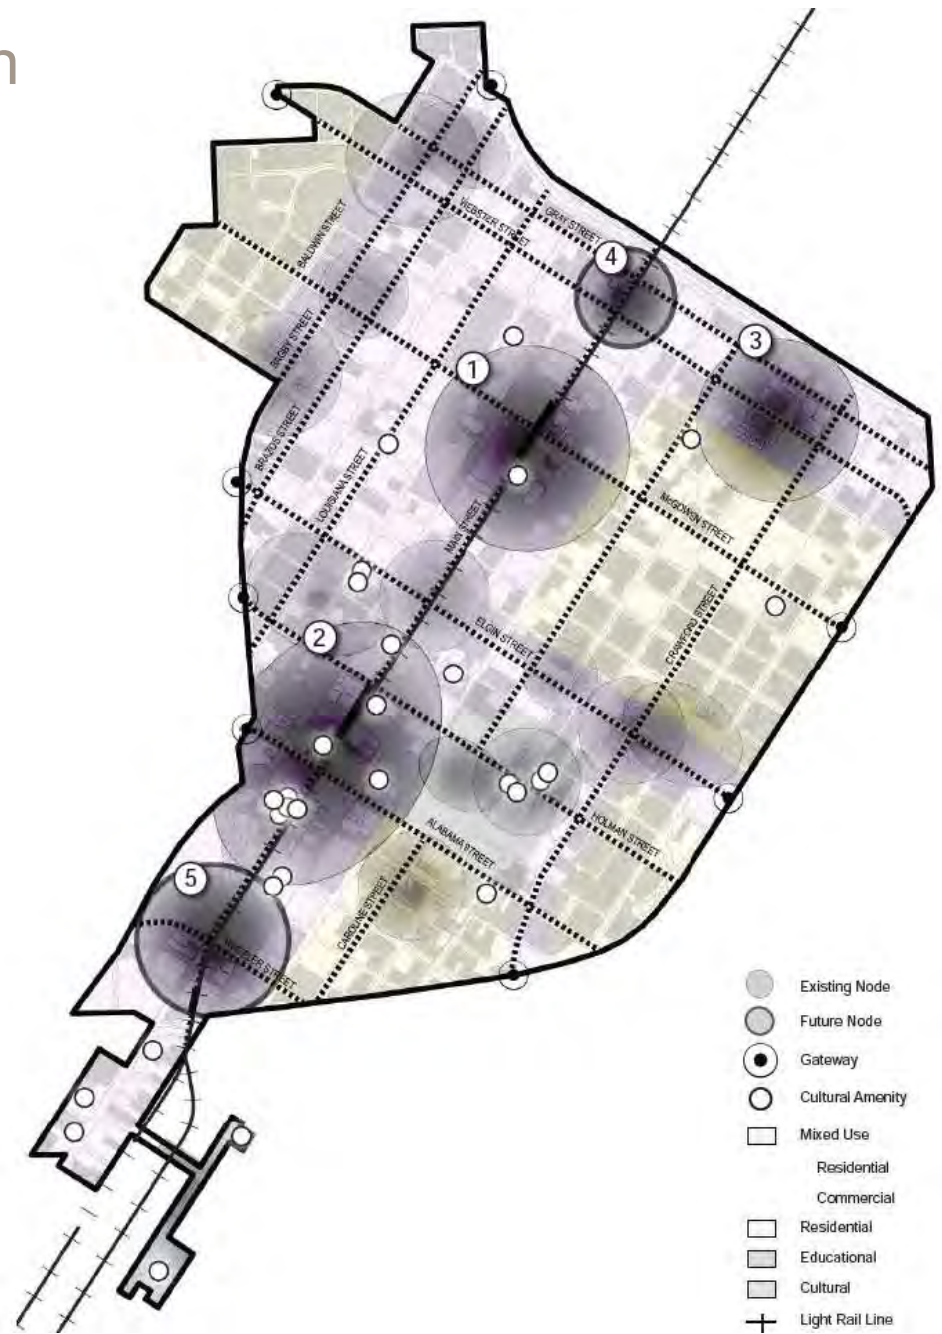 n
GRAY STREET
WEBSTER STREET
BALDWIN STREET
4
3
BAGBY STREET
1
BRAZOS STREET
LOUISIANA STREET
McGOWEN STREET
MAIN STREET
CRAWFORD STREET
ELGIN STREET
2
HOLMAN STREET
ALABAMA STREET
5
CAROLINE STREET
WHEELER STREET
Existing Node
Future Node
Gateway
Cultural Amenity
Mixed Use
Residential
Commercial
Residential
Educational
Cultural
Light Rail Line